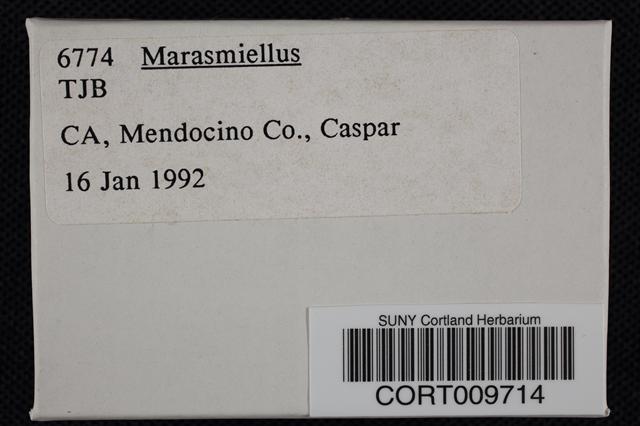 6774 Marasmiellus
TJB
CA, Mendocino Co., Caspar
16 Jan 1992
SUNY Cortland Herbarium
CORT009714